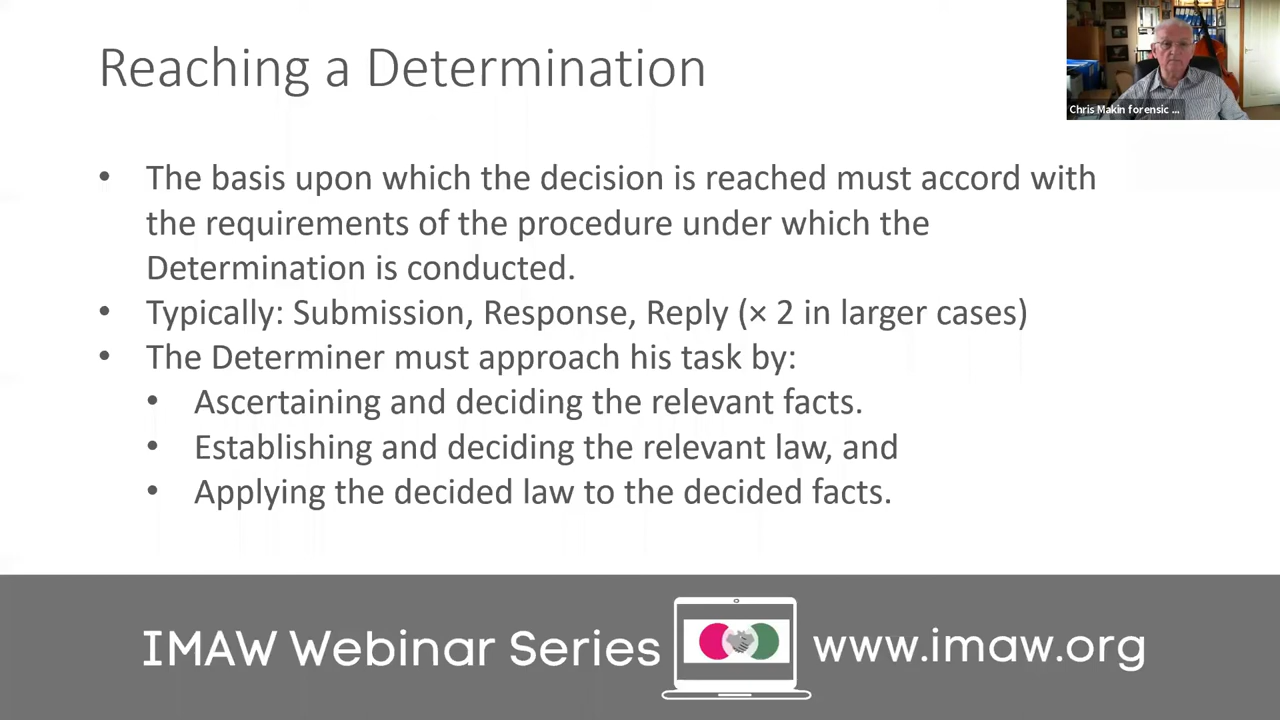 Reaching a Determination
Chris Makin forensic ...
• The basis upon which the decision is reached must accord with
the requirements of the procedure under which the
Determination is conducted.
• Typically: Submission, Response, Reply (× 2 in larger cases)
• The Determiner must approach his task by:
• Ascertaining and deciding the relevant facts.
• Establishing and deciding the relevant law, and
• Applying the decided law to the decided facts.
IMAW Webinar Series www.imaw.org